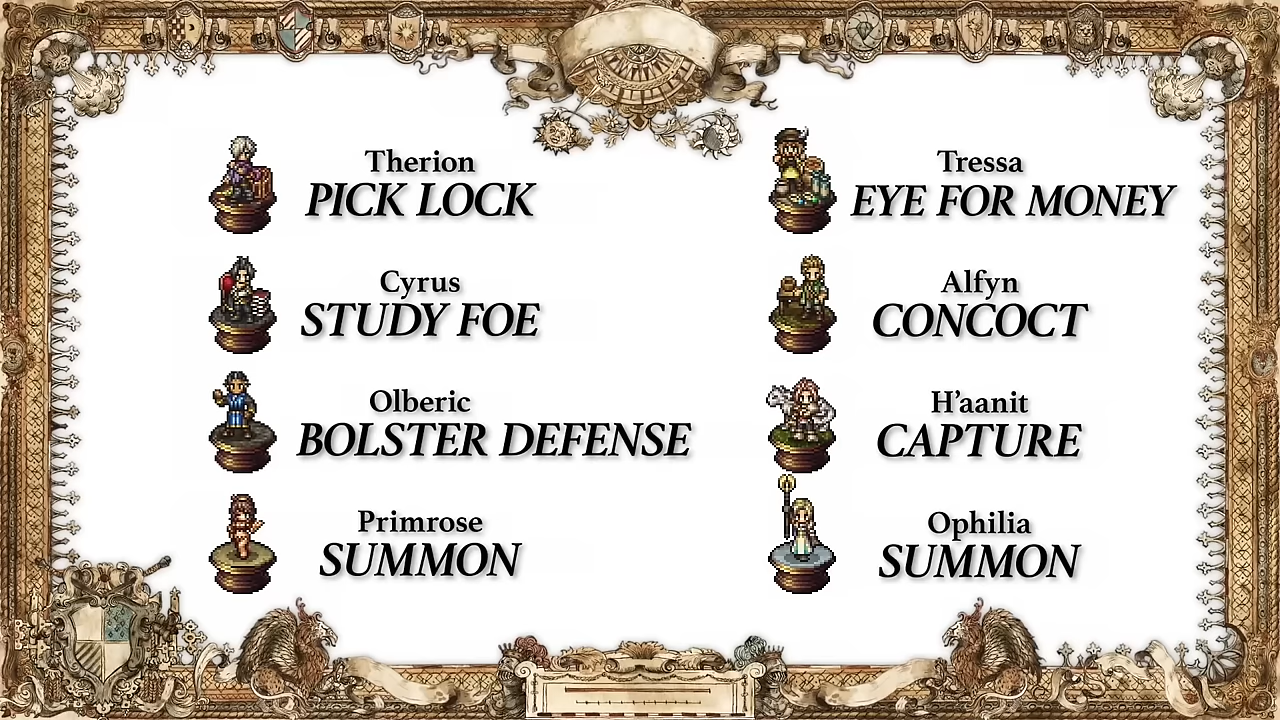 Therion
PICK LOCK
Tressa
EYE FOR MONEY
Cyrus
STUDY FOE
Alfyn
CONCOCT
Olberic
BOLSTER DEFENSE
H'aanit
CAPTURE
Primrose
SUMMON
Ophilia
SUMMON